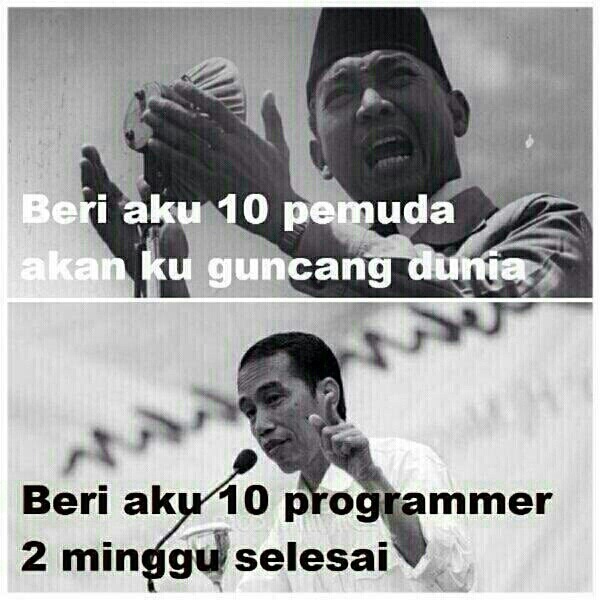 Beri aku 10 pemuda
akan ku guncang dunia
Beri aku 10 programmer
2 minggu selesai